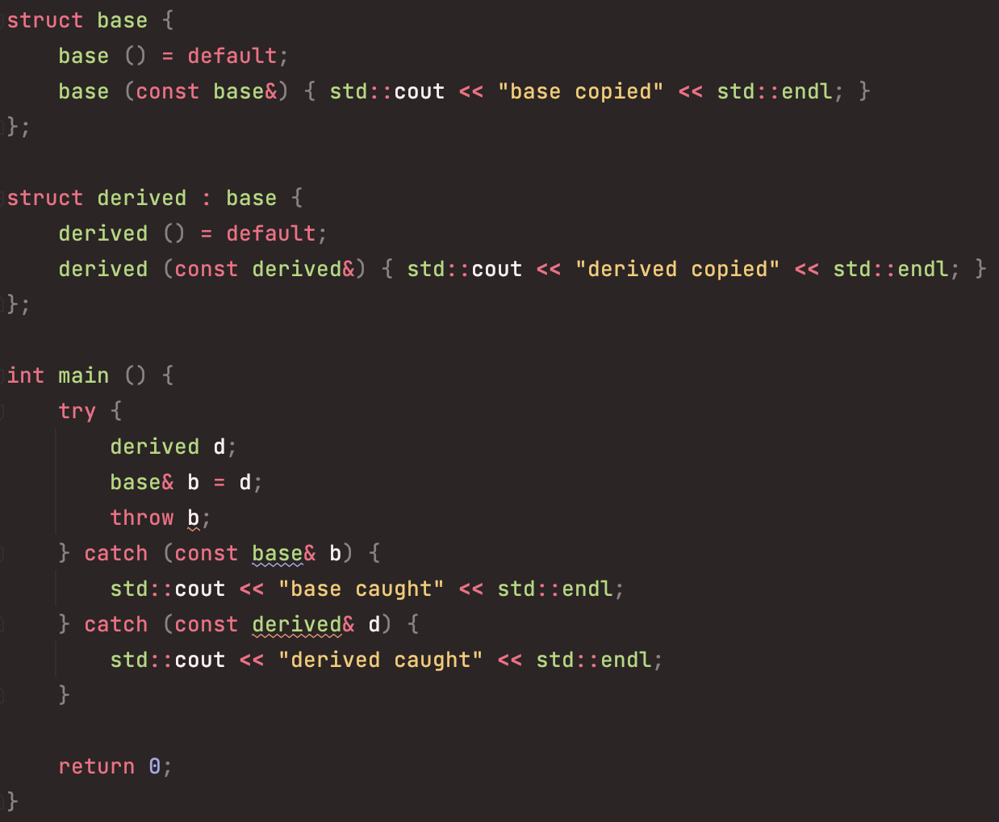 struct base {
    base () = default;
    base (const base&) { std::cout << "base copied" << std::endl; }
};

struct derived : base {
    derived () = default;
    derived (const derived&) { std::cout << "derived copied" << std::endl; }
};

int main () {
    try {
        derived d;
        base& b = d;
        throw b;
    } catch (const base& b) {
        std::cout << "base caught" << std::endl;
    } catch (const derived& d) {
        std::cout << "derived caught" << std::endl;
    }

    return 0;
}